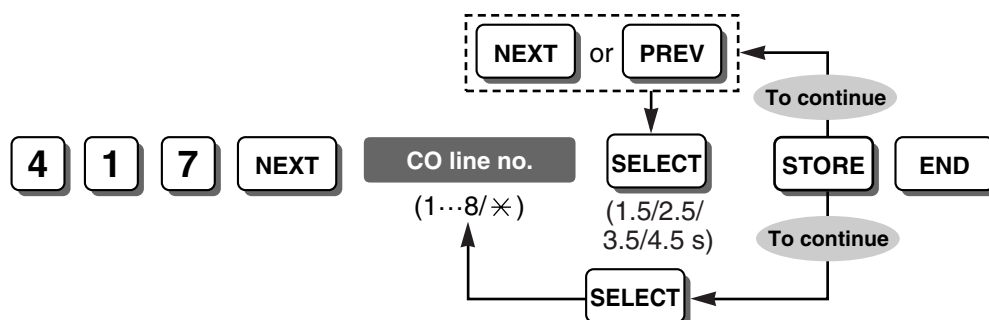 NEXT or PREV
To continue
4 1 7 NEXT CO line no. SELECT STORE END
(1···8/✳)
(1.5/2.5/
3.5/4.5 s)
To continue
SELECT